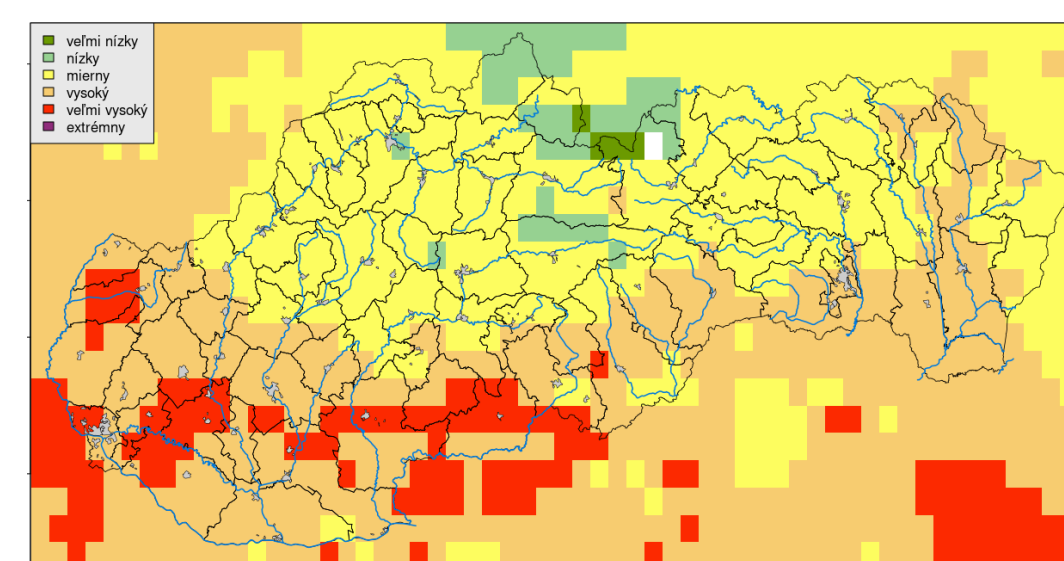 veľmi nízky
nízky
mierny
vysoký
veľmi vysoký
extrémny